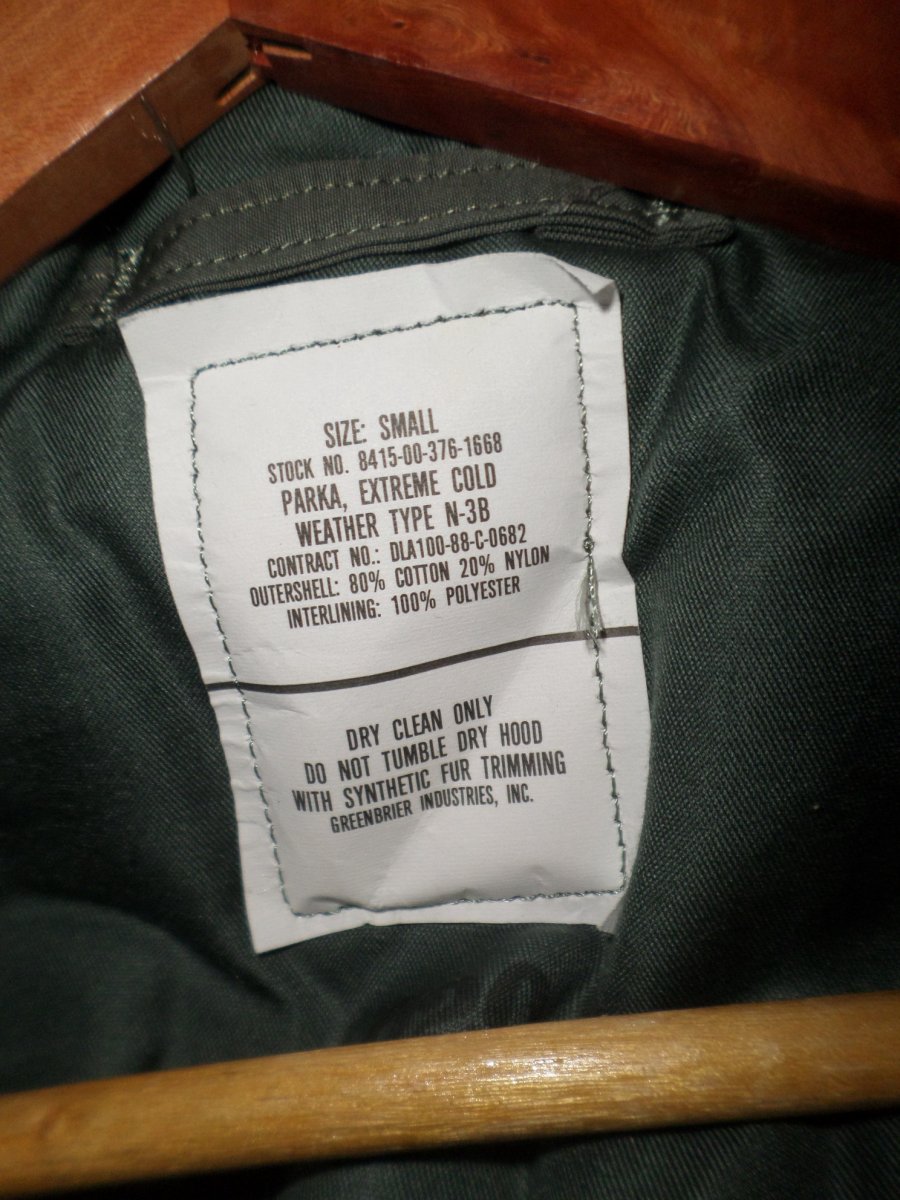 SIZE: SMALL
STOCK NO. 8415-00-376-1668
PARKA, EXTREME COLD
WEATHER TYPE N-3B
CONTRACT NO.: DLA100-88-C-0682
OUTERSHELL: 80% COTTON 20% NYLON
INTERLINING: 100% POLYESTER
DRY CLEAN ONLY
DO NOT TUMBLE DRY HOOD
WITH SYNTHETIC FUR TRIMMING
GREENBRIER INDUSTRIES, INC.